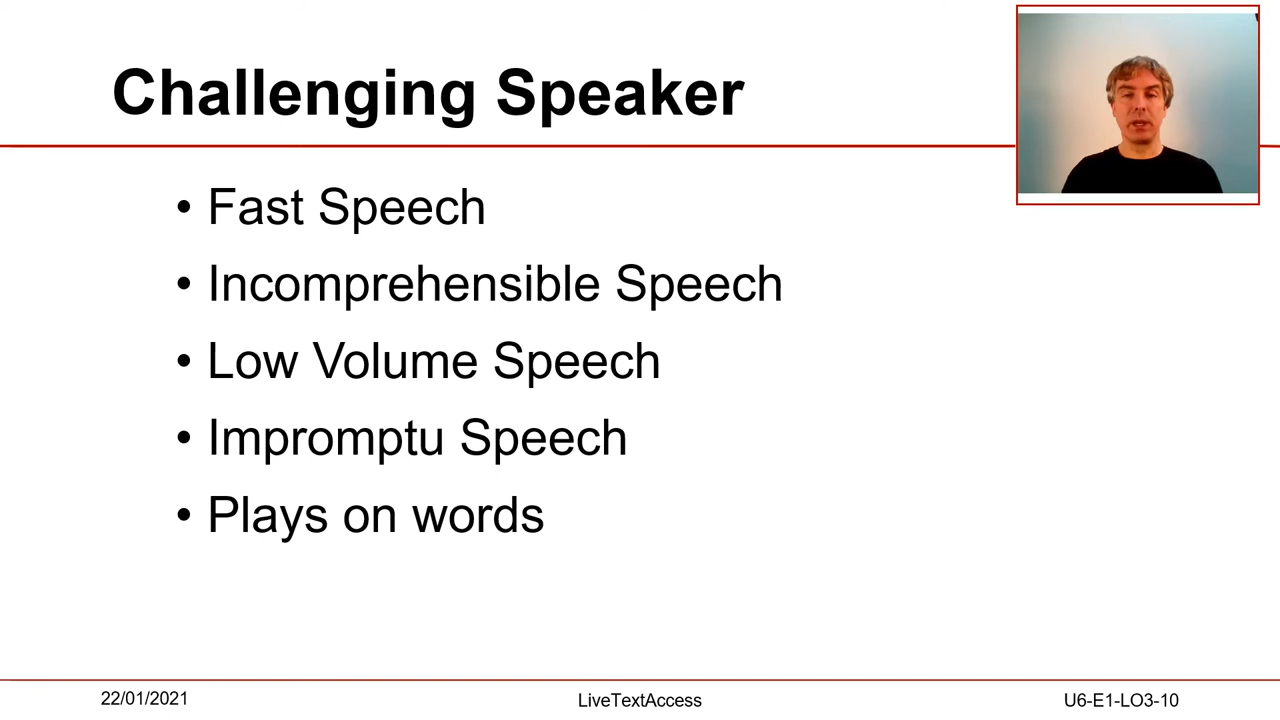 Challenging Speaker
• Fast Speech
• Incomprehensible Speech
• Low Volume Speech
• Impromptu Speech
• Plays on words
22/01/2021
LiveTextAccess
U6-E1-LO3-10